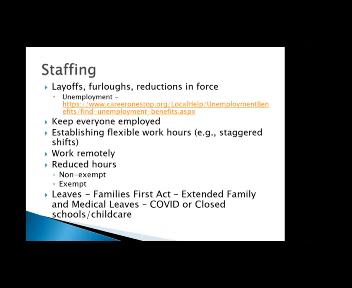 Staffing
Layoffs, furloughs, reductions in force
Unemployment –
https://www.careeronestop.org/LocalHelp/UnemploymentBen
efits/find-unemployment-benefits.aspx
Keep everyone employed
Establishing flexible work hours (e.g., staggered
shifts)
Work remotely
Reduced hours
Non-exempt
Exempt
Leaves – Families First Act – Extended Family
and Medical Leaves – COVID or Closed
schools/childcare